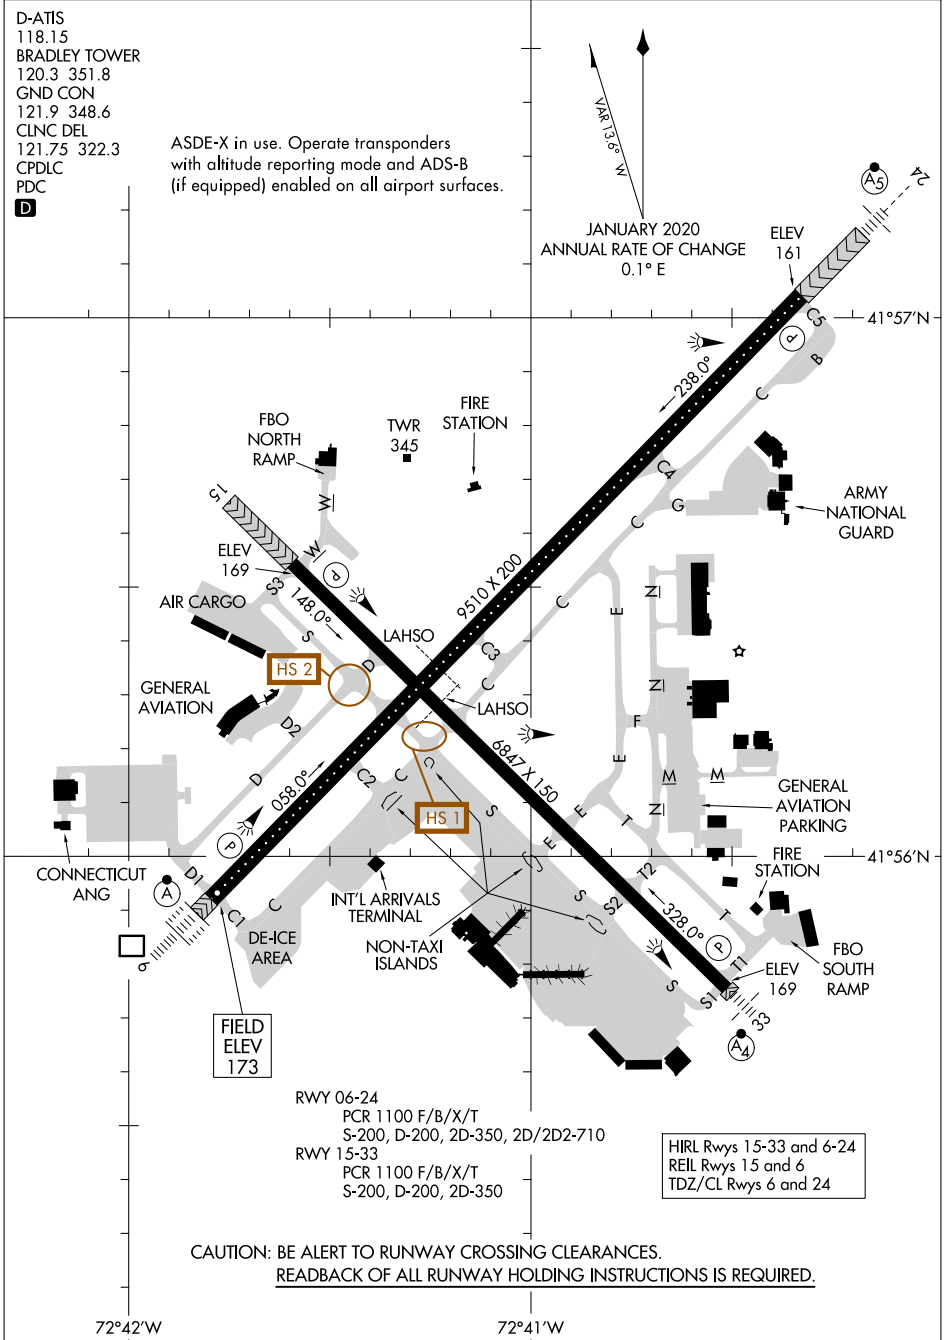 D-ATIS
118.15
BRADLEY TOWER
120.3 351.8
GND CON
121.9 348.6
CLNC DEL
121.75 322.3
CPDLC
PDC
D
ASDE-X in use. Operate transponders
with altitude reporting mode and ADS-B
(if equipped) enabled on all airport surfaces.
VAR 13.6° W
JANUARY 2020
ANNUAL RATE OF CHANGE
0.1° E
A5
24
ELEV
161
C5
41°57'N
P
B
238.0°
C
FBO
NORTH
RAMP
TWR
345
FIRE
STATION
C4
G
C
ARMY
NATIONAL
GUARD
15
W
W
ELEV
169
P
S3
148.0°
9510 X 200
AIR CARGO
S
C
E
N
LAHSO
D
C3
HS 2
C
N
GENERAL
AVIATION
LAHSO
D2
F
6847 X 150
C2
C
C
E
M
M
D
058.0°
HS 1
S
E
GENERAL
AVIATION
PARKING
N
T
E
P
41°56'N
CONNECTICUT
ANG
D1
A
INT'L ARRIVALS
TERMINAL
T2
FIRE
STATION
S
S2
C1
C
328.0°
T
DE-ICE
AREA
NON-TAXI
ISLANDS
P
FBO
SOUTH
RAMP
6
T1
ELEV
169
S
S1
33
A4
FIELD
ELEV
173
RWY 06-24
PCR 1100 F/B/X/T
S-200, D-200, 2D-350, 2D/2D2-710
RWY 15-33
PCR 1100 F/B/X/T
S-200, D-200, 2D-350
HIRL Rwys 15-33 and 6-24
REIL Rwys 15 and 6
TDZ/CL Rwys 6 and 24
CAUTION: BE ALERT TO RUNWAY CROSSING CLEARANCES.
READBACK OF ALL RUNWAY HOLDING INSTRUCTIONS IS REQUIRED.
72°42'W
72°41'W